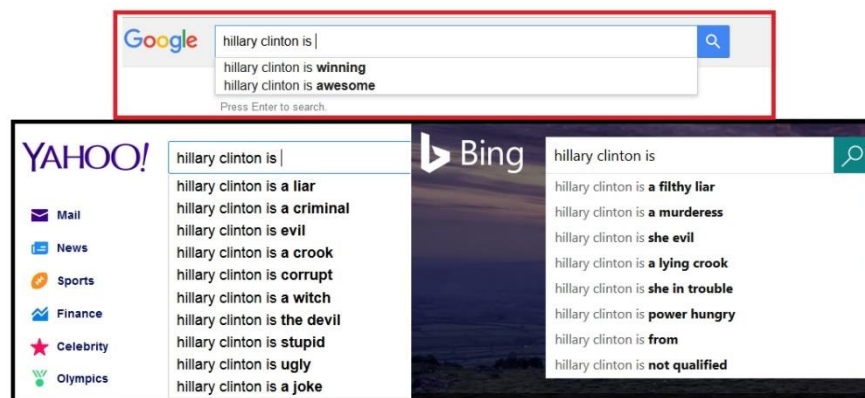 Google
hillary clinton is
hillary clinton is winning
hillary clinton is awesome
Press Enter to search.
YAHOO!
hillary clinton is
hillary clinton is a liar
hillary clinton is a criminal
hillary clinton is evil
hillary clinton is a crook
hillary clinton is corrupt
hillary clinton is a witch
hillary clinton is the devil
hillary clinton is stupid
hillary clinton is ugly
hillary clinton is a joke
Mail
News
Sports
Finance
Celebrity
Olympics
Bing
hillary clinton is
hillary clinton is a filthy liar
hillary clinton is a murderess
hillary clinton is she evil
hillary clinton is a lying crook
hillary clinton is she in trouble
hillary clinton is power hungry
hillary clinton is from
hillary clinton is not qualified